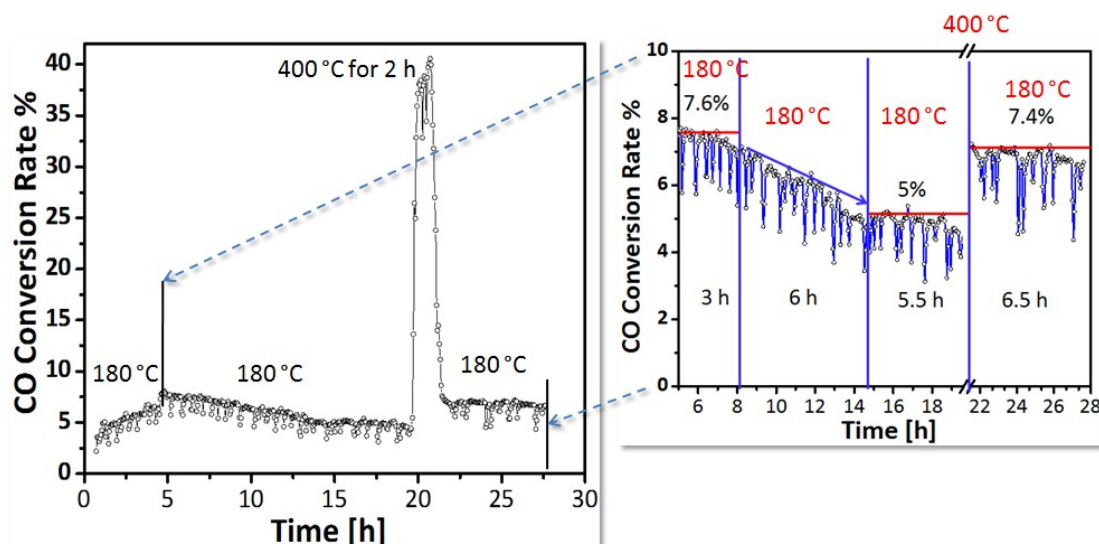 40
35
30
25
20
15
10
5
0
CO Conversion Rate %
400 °C for 2 h
180 °C
180 °C
180 °C
0 5 10 15 20 25 30
Time [h]
400 °C
10
8
6
4
2
0
CO Conversion Rate %
180 °C
7.6%
180 °C
180 °C
5%
180 °C
7.4%
3 h
6 h
5.5 h
6.5 h
6 8 10 12 14 16 18 22 24 26 28
Time [h]